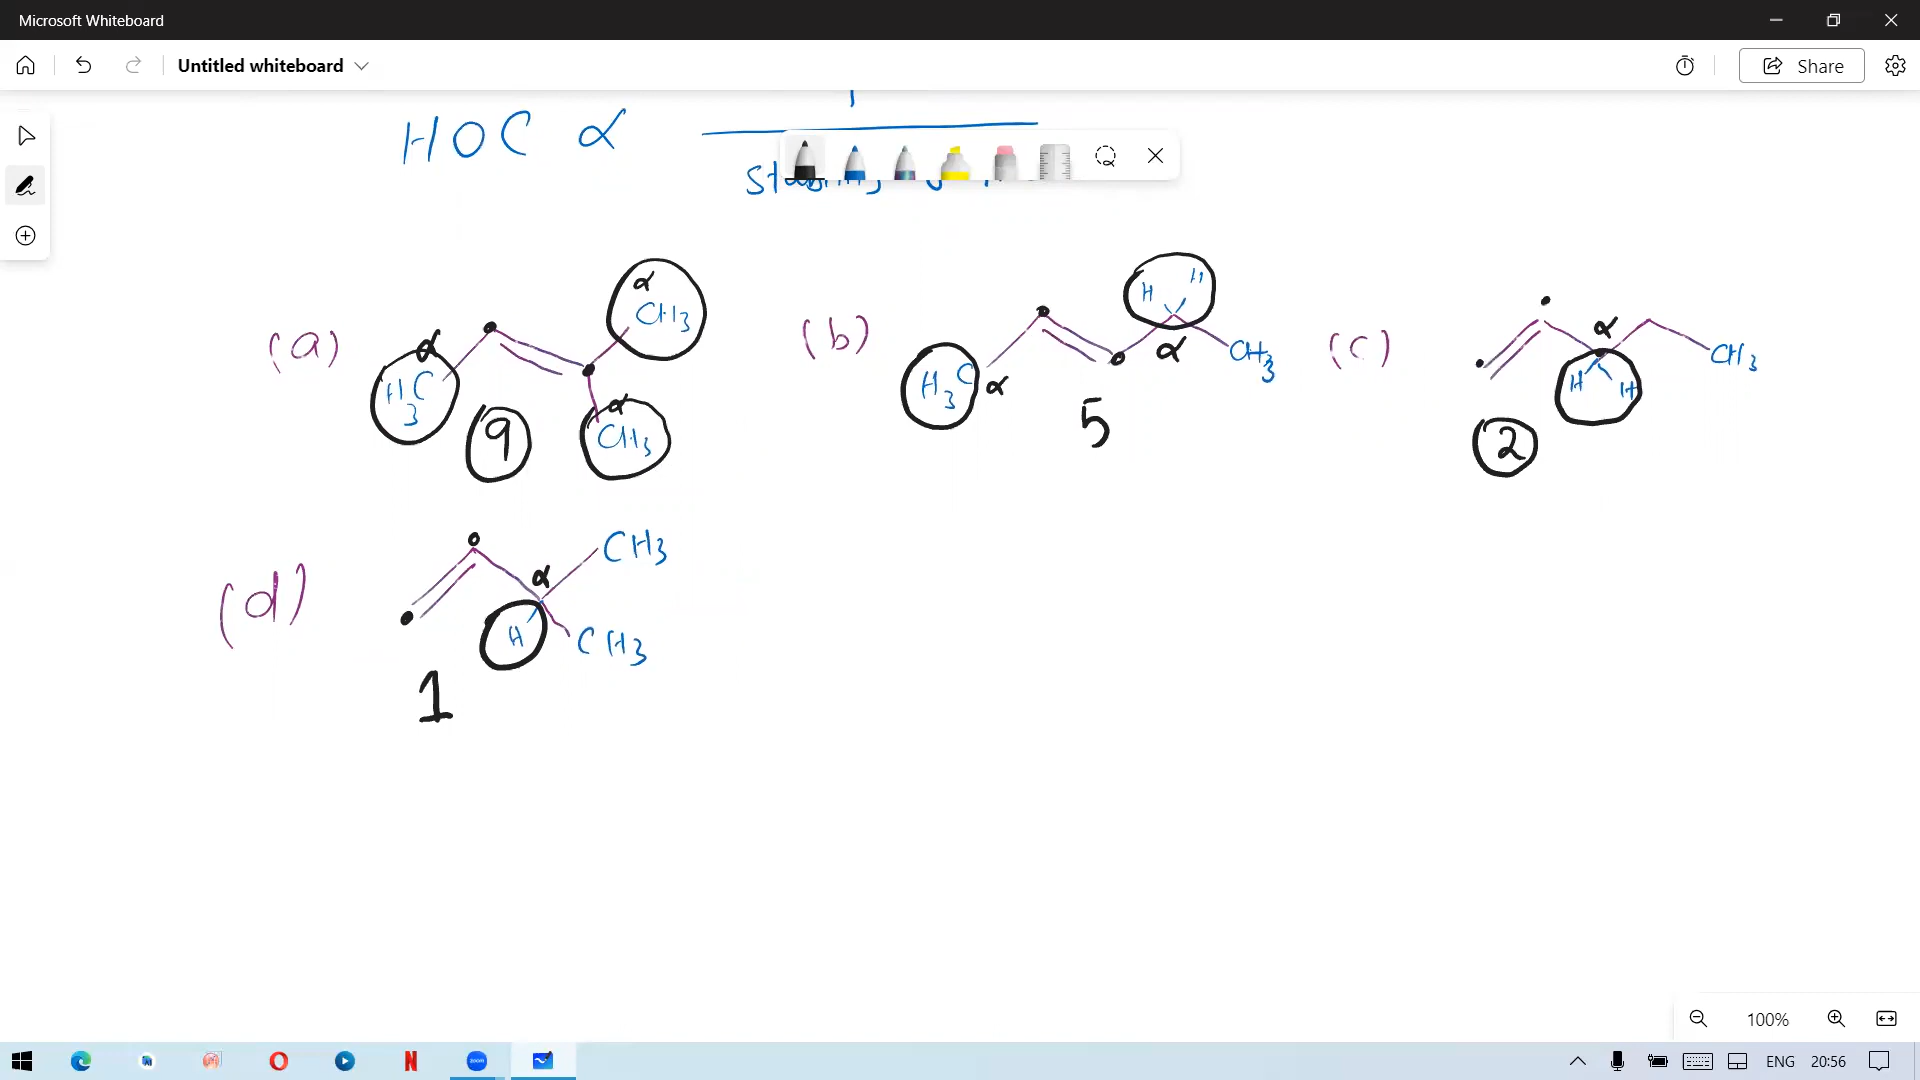 Microsoft Whiteboard
Untitled whiteboard
Share
HOC α
(a) α H3C α CH3 α CH3 9
(b) H3C α H H α CH3 5
(c) α H H CH3 2
(d) α CH3 H CH3 1
100%
zoom
ENG 20:56